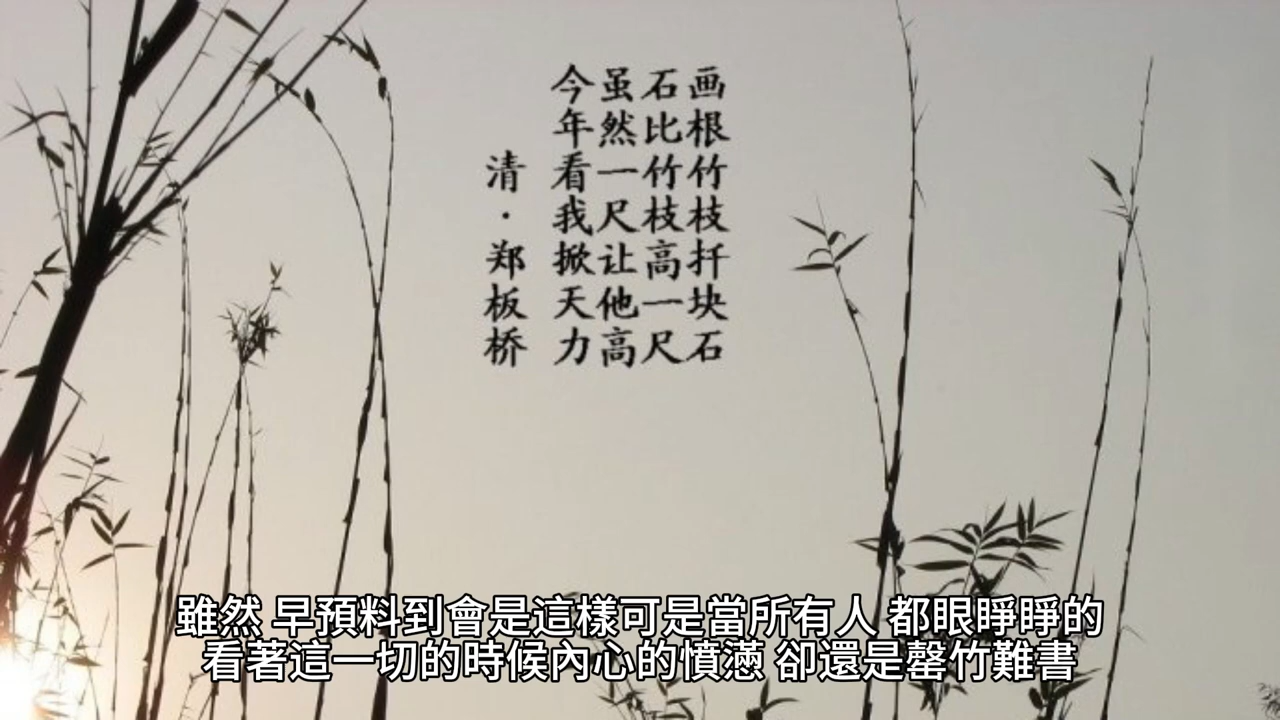 画根竹枝扦块石
石比竹枝高一尺
虽然一尺让他高
今年看我掀天力
清·郑板桥
雖然 早預料到會是這樣可是當所有人 都眼睜睜的
看著這一切的時候內心的憤懣 卻還是罄竹難書